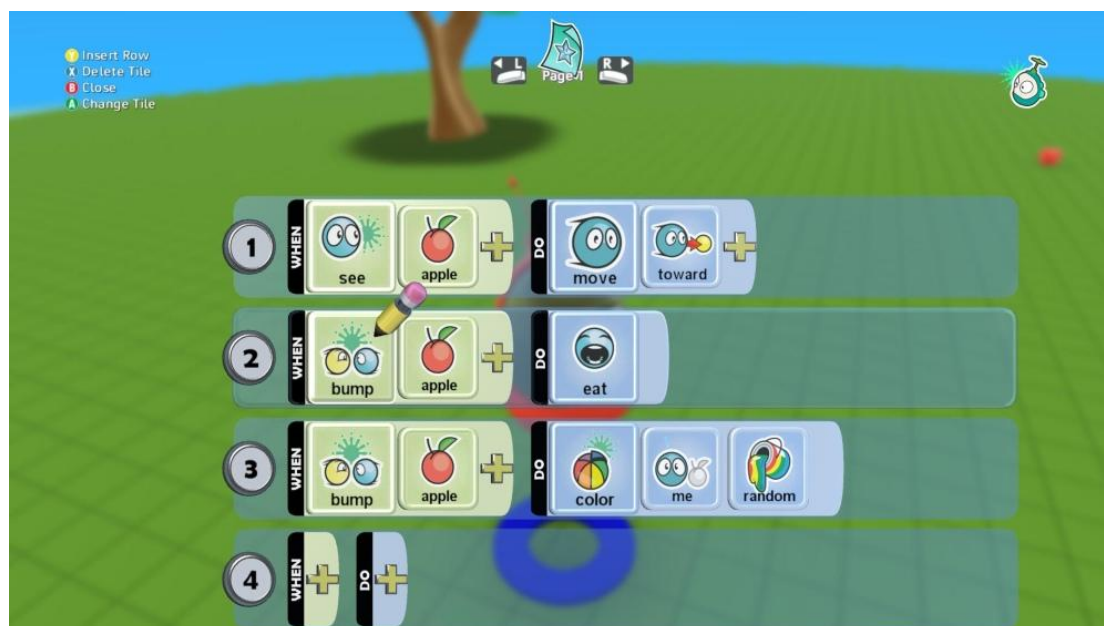 Y Insert Row
X Delete Tile
B Close
A Change Tile
L
Page 1
R
1 WHEN see apple DO move toward
2 WHEN bump apple DO eat
3 WHEN bump apple DO color me random
4 WHEN DO